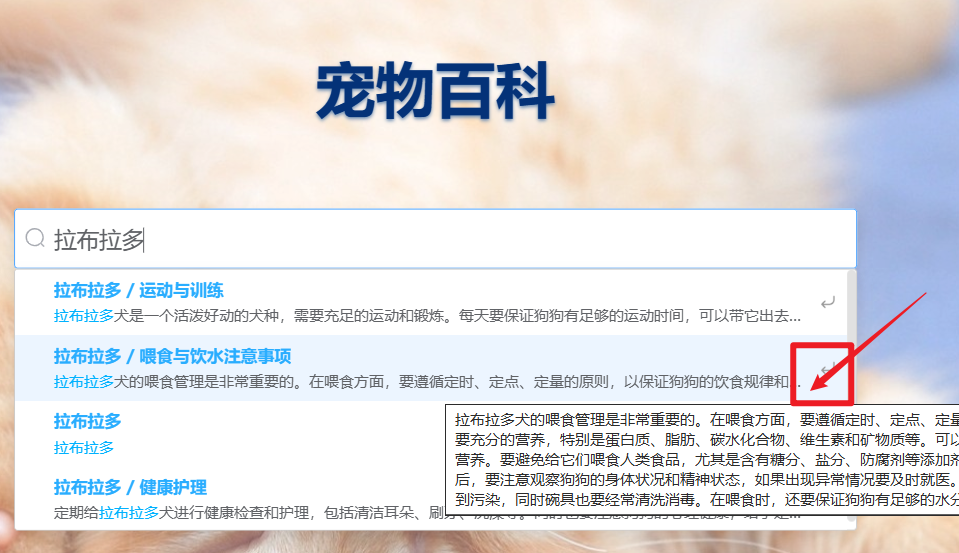 宠物百科
拉布拉多
拉布拉多 / 运动与训练
拉布拉多犬是一个活泼好动的犬种，需要充足的运动和锻炼。每天要保证狗狗有足够的运动时间，可以带它出去...
拉布拉多 / 喂食与饮水注意事项
拉布拉多犬的喂食管理是非常重要的。在喂食方面，要遵循定时、定点、定量的原则，以保证狗狗的饮食规律和...
拉布拉多
拉布拉多
拉布拉多犬的喂食管理是非常重要的。在喂食方面，要遵循定时、定点、定量
要充分的营养，特别是蛋白质、脂肪、碳水化合物、维生素和矿物质等。可以
营养。要避免给它们喂食人类食品，尤其是含有糖分、盐分、防腐剂等添加剂
后，要注意观察狗狗的身体状况和精神状态，如果出现异常情况要及时就医。
到污染，同时碗具也要经常清洗消毒。在喂食时，还要保证狗狗有足够的水分
拉布拉多 / 健康护理
定期给拉布拉多犬进行健康检查和护理，包括清洁耳朵、刷